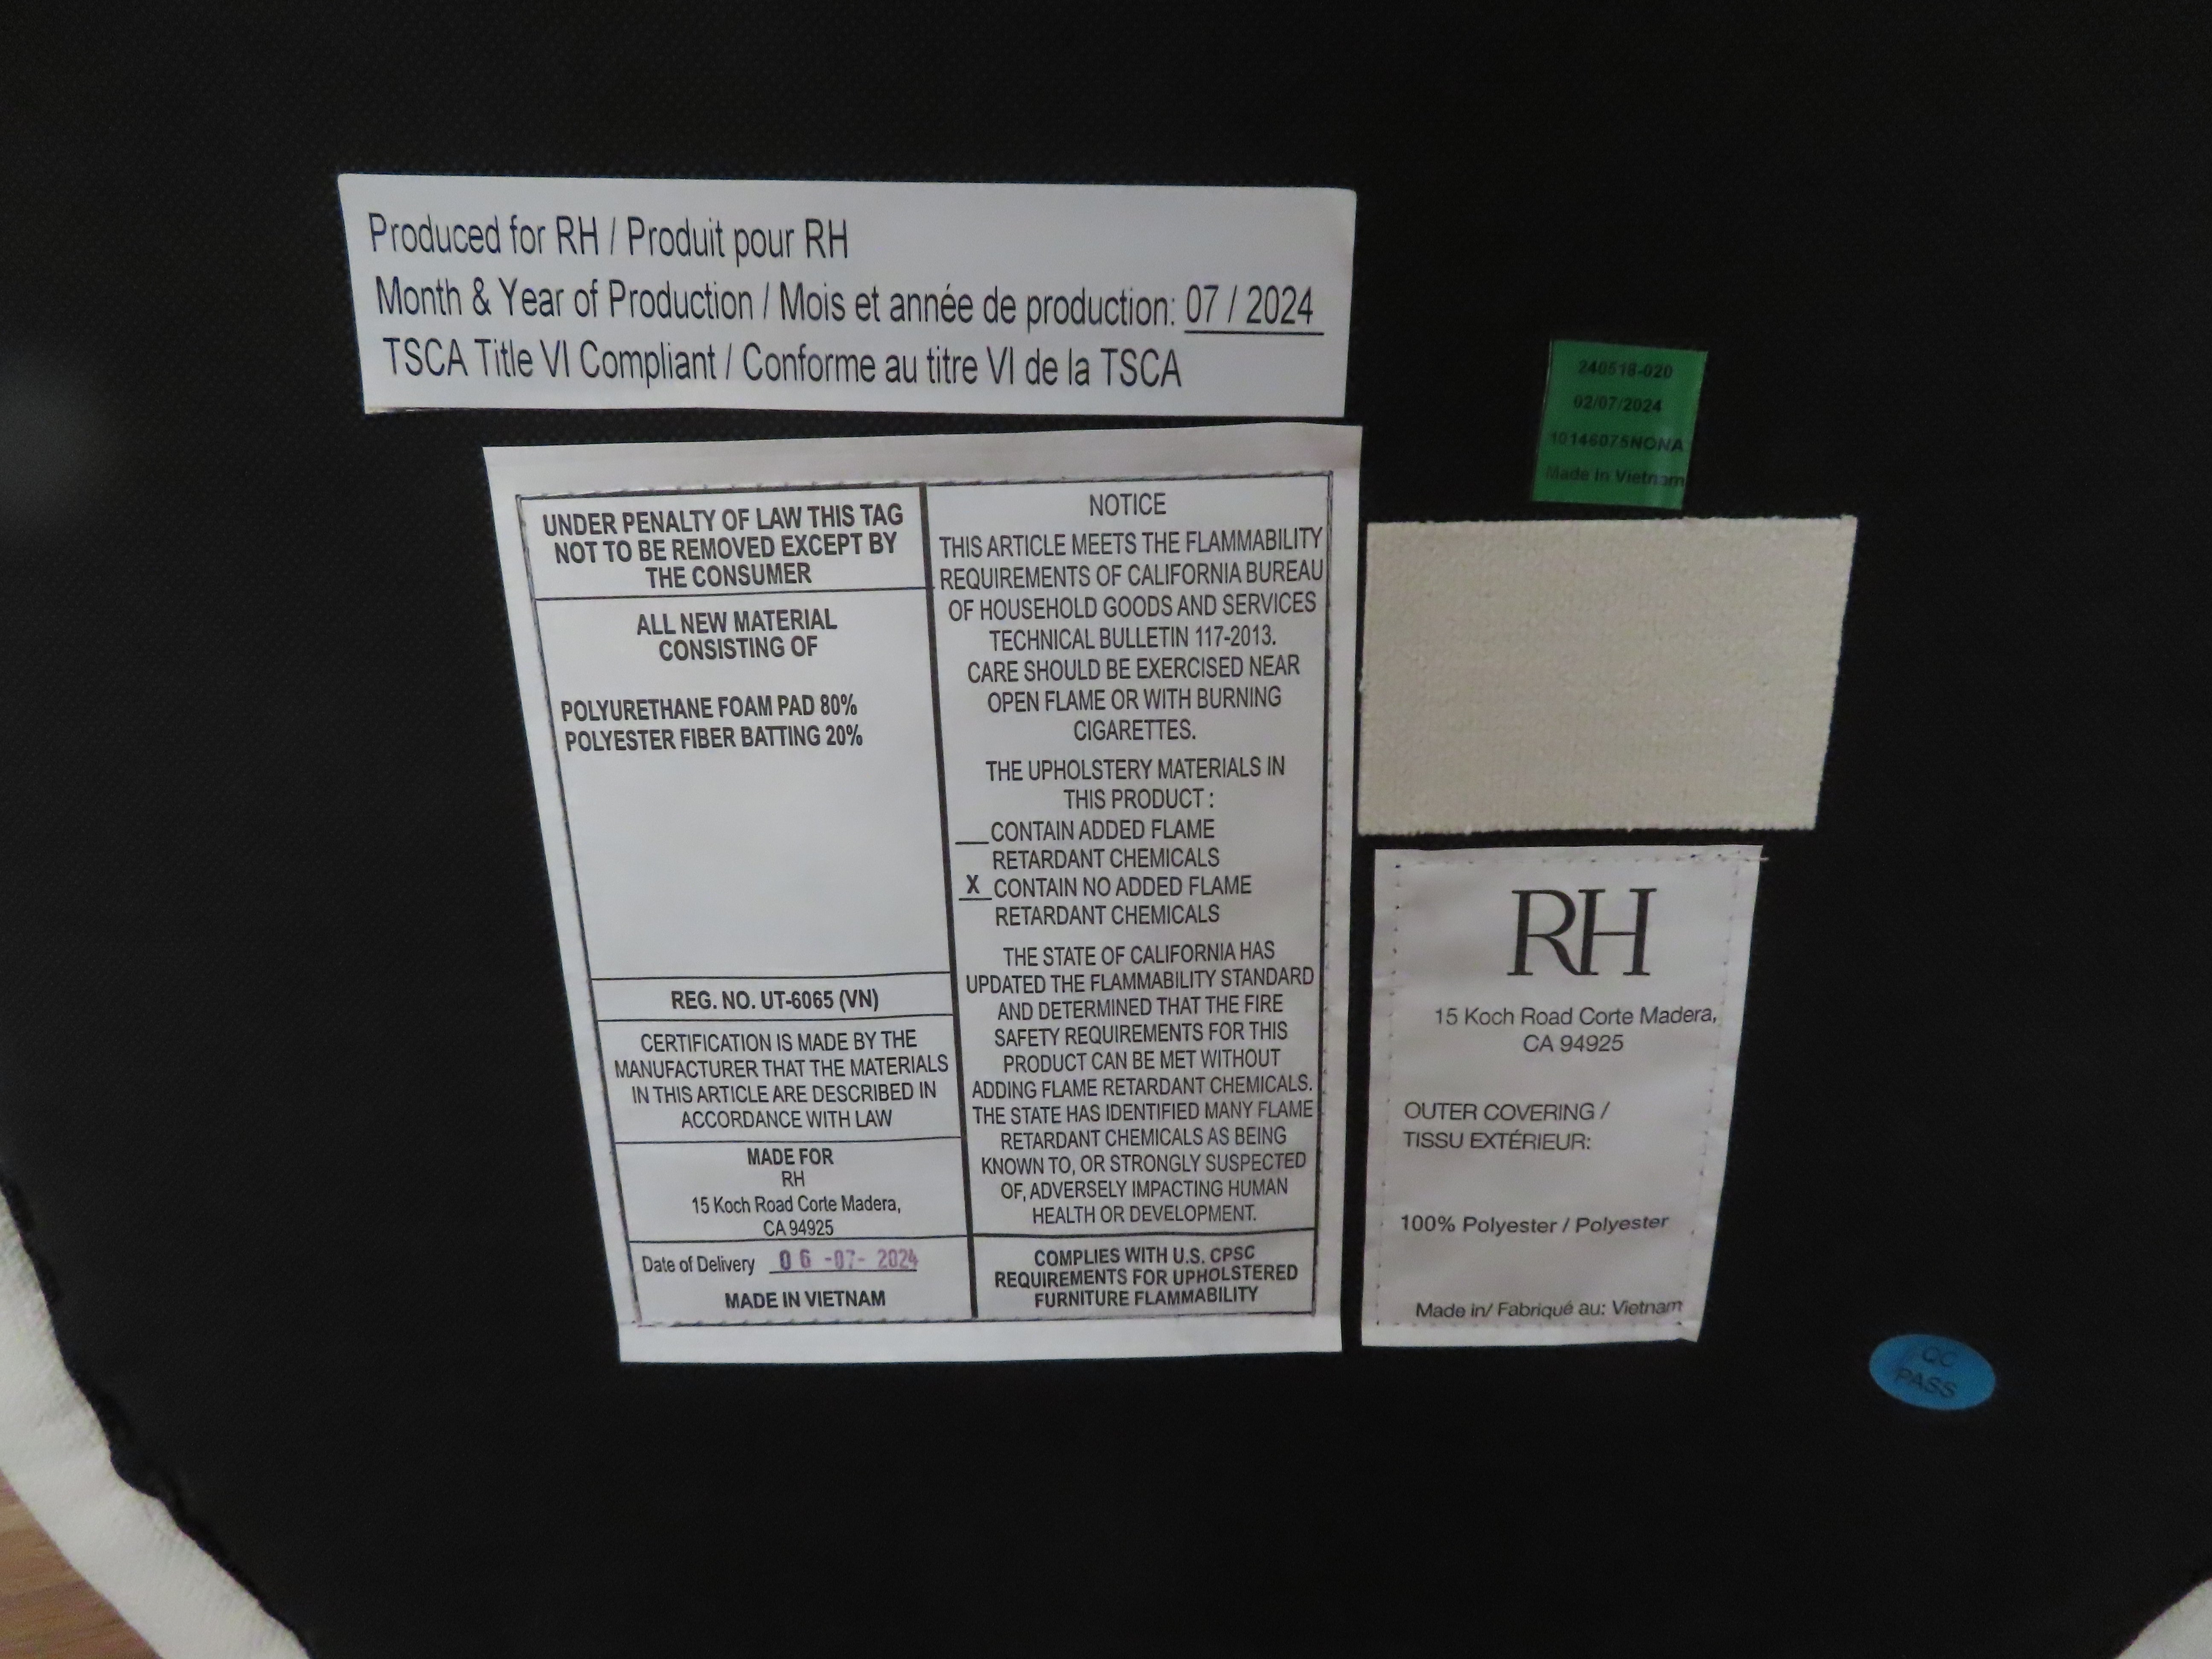 Produced for RH / Produit pour RH
Month & Year of Production / Mois et année de production: 07 / 2024
TSCA Title VI Compliant / Conforme au titre VI de la TSCA
UNDER PENALTY OF LAW THIS TAG
NOT TO BE REMOVED EXCEPT BY
THE CONSUMER
ALL NEW MATERIAL
CONSISTING OF
POLYURETHANE FOAM PAD 80%
POLYESTER FIBER BATTING 20%
REG. NO. UT-6065 (VN)
CERTIFICATION IS MADE BY THE
MANUFACTURER THAT THE MATERIALS
IN THIS ARTICLE ARE DESCRIBED IN
ACCORDANCE WITH LAW
MADE FOR
RH
15 Koch Road Corte Madera,
CA 94925
Date of Delivery 06 -07- 2024
MADE IN VIETNAM
NOTICE
THIS ARTICLE MEETS THE FLAMMABILITY
REQUIREMENTS OF CALIFORNIA BUREAU
OF HOUSEHOLD GOODS AND SERVICES
TECHNICAL BULLETIN 117-2013.
CARE SHOULD BE EXERCISED NEAR
OPEN FLAME OR WITH BURNING
CIGARETTES.
THE UPHOLSTERY MATERIALS IN
THIS PRODUCT :
___CONTAIN ADDED FLAME
RETARDANT CHEMICALS
X CONTAIN NO ADDED FLAME
RETARDANT CHEMICALS
THE STATE OF CALIFORNIA HAS
UPDATED THE FLAMMABILITY STANDARD
AND DETERMINED THAT THE FIRE
SAFETY REQUIREMENTS FOR THIS
PRODUCT CAN BE MET WITHOUT
ADDING FLAME RETARDANT CHEMICALS.
THE STATE HAS IDENTIFIED MANY FLAME
RETARDANT CHEMICALS AS BEING
KNOWN TO, OR STRONGLY SUSPECTED
OF, ADVERSELY IMPACTING HUMAN
HEALTH OR DEVELOPMENT.
COMPLIES WITH U.S. CPSC
REQUIREMENTS FOR UPHOLSTERED
FURNITURE FLAMMABILITY
240518-020
02/07/2024
10146075NONA
Made In Vietnam
RH
15 Koch Road Corte Madera,
CA 94925
OUTER COVERING /
TISSU EXTÉRIEUR:
100% Polyester / Polyester
Made in/ Fabriqué au: Vietnam
QC
PASS